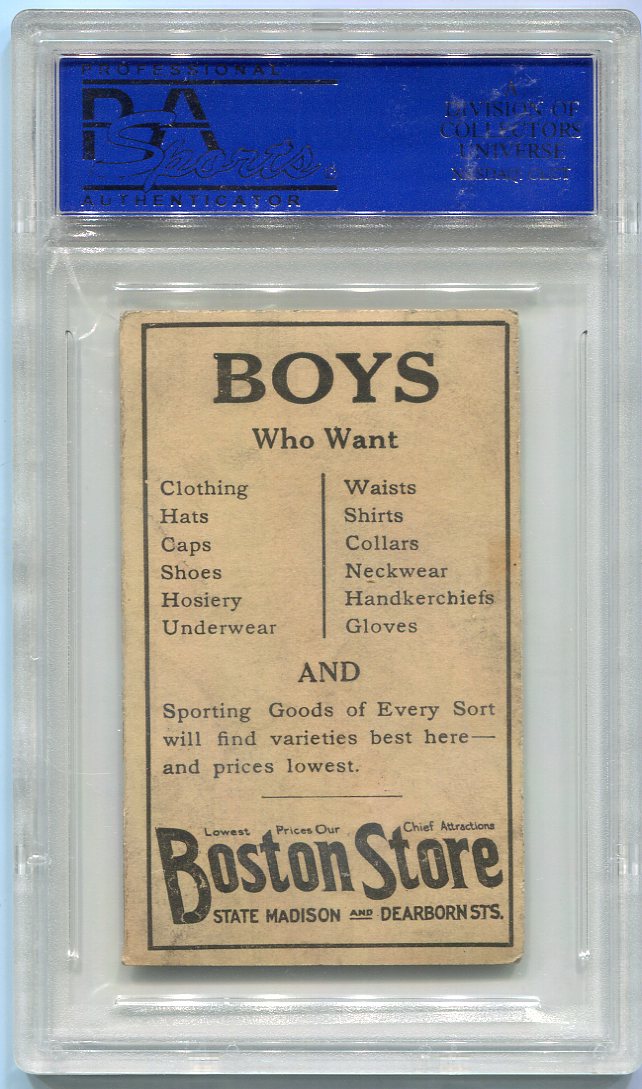 PROFESSIONAL
PSA
Sports
AUTHENTICATOR
A
DIVISION OF
COLLECTORS
UNIVERSE
NASDAQ: CLCT
BOYS
Who Want
Clothing
Hats
Caps
Shoes
Hosiery
Underwear
Waists
Shirts
Collars
Neckwear
Handkerchiefs
Gloves
AND
Sporting Goods of Every Sort
will find varieties best here—
and prices lowest.
Lowest Prices Our Chief Attractions
Boston Store
STATE MADISON AND DEARBORN STS.